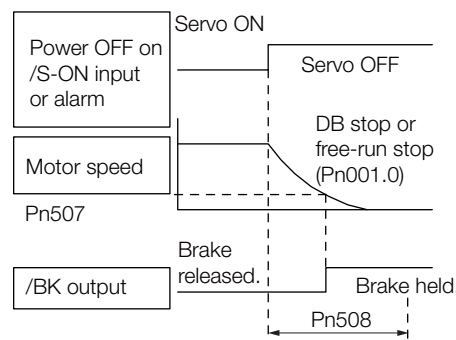 Servo ON
Power OFF on
/S-ON input
or alarm
Servo OFF
DB stop or
free-run stop
(Pn001.0)
Motor speed
Pn507
Brake
released.
/BK output
Brake held
Pn508